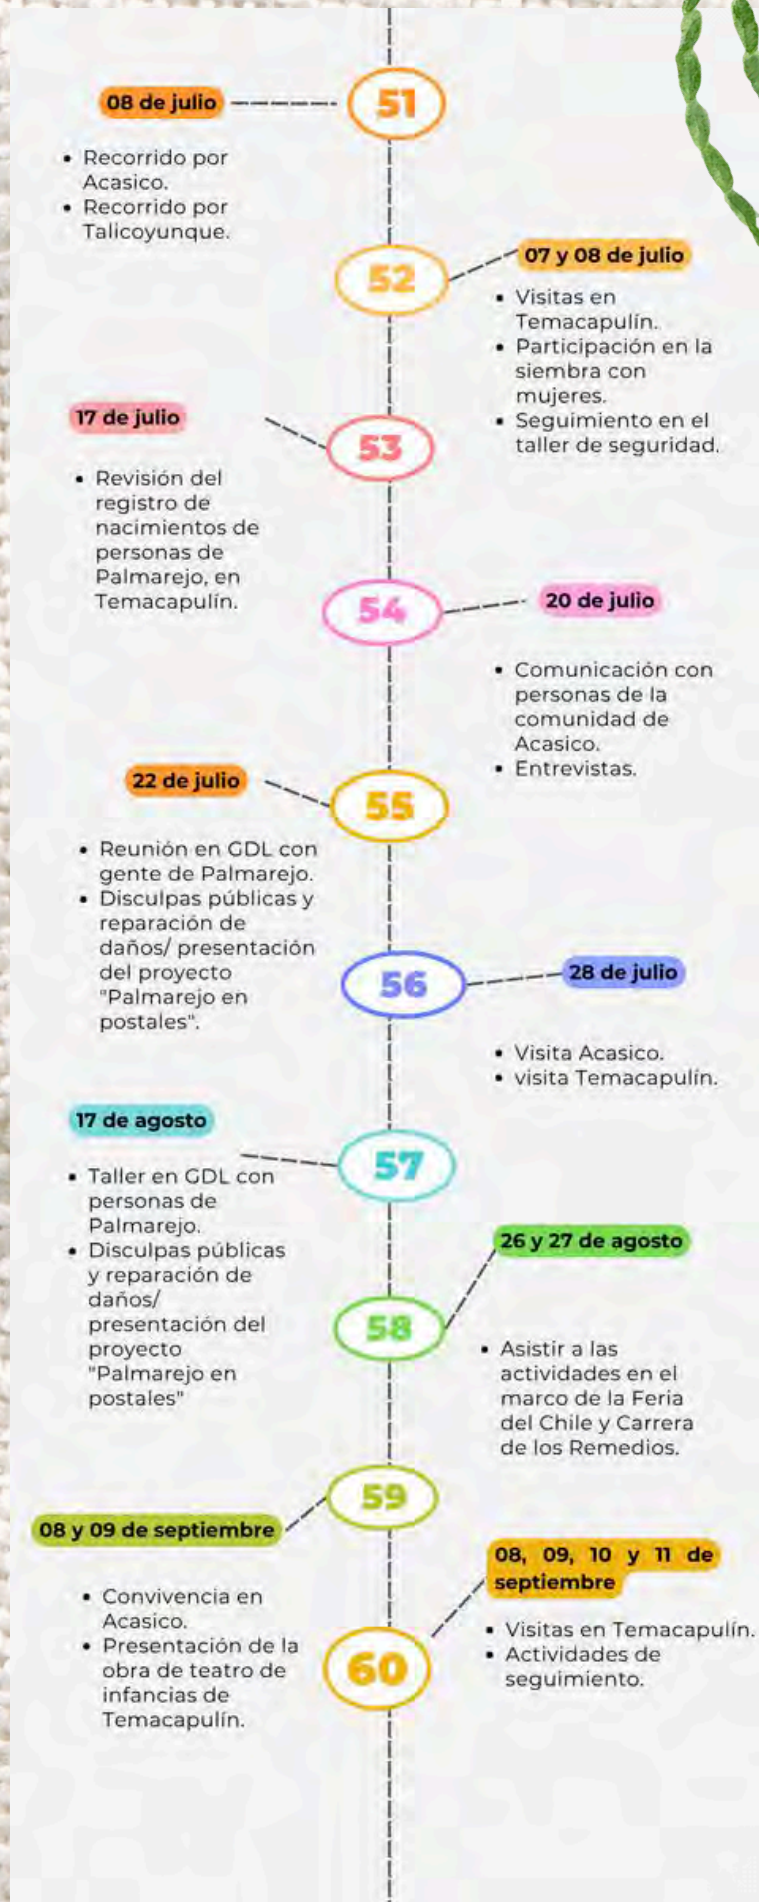 08 de julio
51
• Recorrido por
Acasico.
• Recorrido por
Talicoyunque.
52
07 y 08 de julio
• Visitas en
Temacapulín.
• Participación en la
siembra con
mujeres.
• Seguimiento en el
taller de seguridad.
17 de julio
53
• Revisión del
registro de
nacimientos de
personas de
Palmarejo, en
Temacapulín.
54
20 de julio
• Comunicación con
personas de la
comunidad de
Acasico.
• Entrevistas.
22 de julio
55
• Reunión en GDL con
gente de Palmarejo.
• Disculpas públicas y
reparación de
daños/ presentación
del proyecto
"Palmarejo en
postales".
56
28 de julio
• Visita Acasico.
• visita Temacapulín.
17 de agosto
57
• Taller en GDL con
personas de
Palmarejo.
• Disculpas públicas
y reparación de
daños/
presentación del
proyecto
"Palmarejo en
postales"
58
26 y 27 de agosto
• Asistir a las
actividades en el
marco de la Feria
del Chile y Carrera
de los Remedios.
59
08 y 09 de septiembre
• Convivencia en
Acasico.
• Presentación de la
obra de teatro de
infancias de
Temacapulín.
60
08, 09, 10 y 11 de
septiembre
• Visitas en Temacapulín.
• Actividades de
seguimiento.